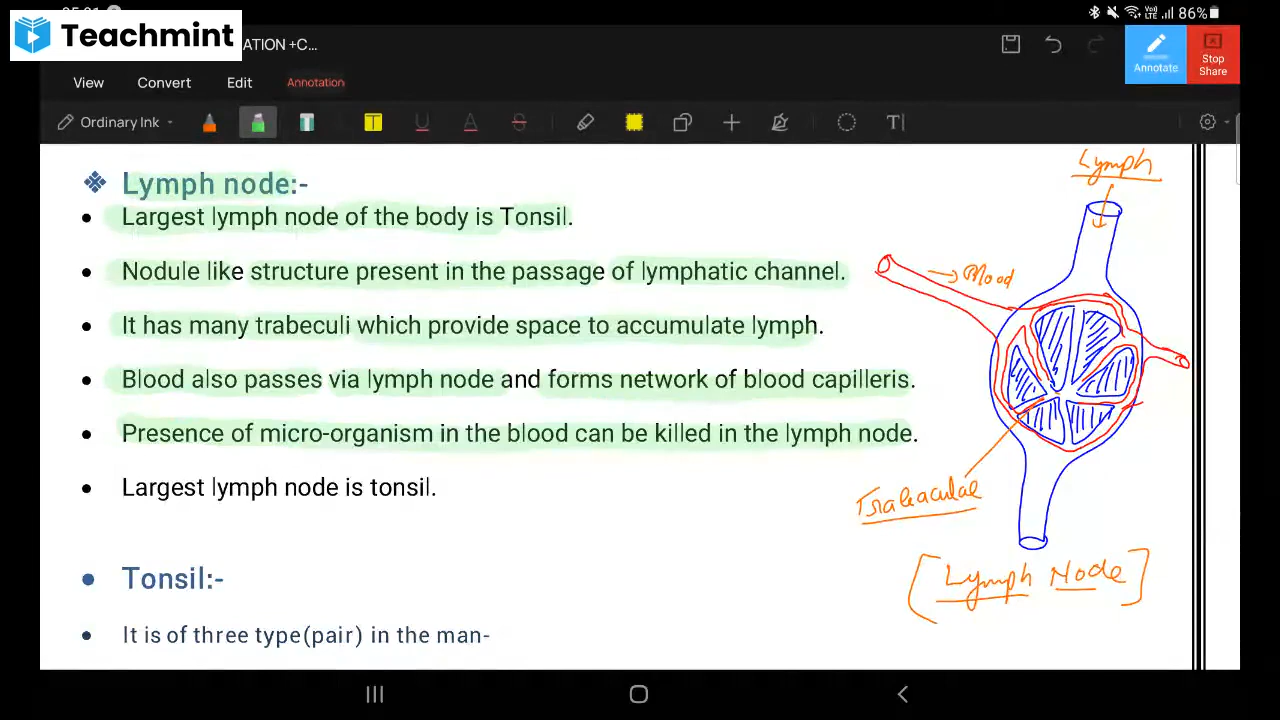 Teachmint
ATION +C...
86%
View Convert Edit Annotation
Annotate
Stop Share
Ordinary Ink
Lymph node:-
Largest lymph node of the body is Tonsil.
Nodule like structure present in the passage of lymphatic channel.
It has many trabeculi which provide space to accumulate lymph.
Blood also passes via lymph node and forms network of blood capilleris.
Presence of micro-organism in the blood can be killed in the lymph node.
Largest lymph node is tonsil.
Tonsil:-
It is of three type(pair) in the man-
Lymph
Blood
Trabaculae
[Lymph Node]